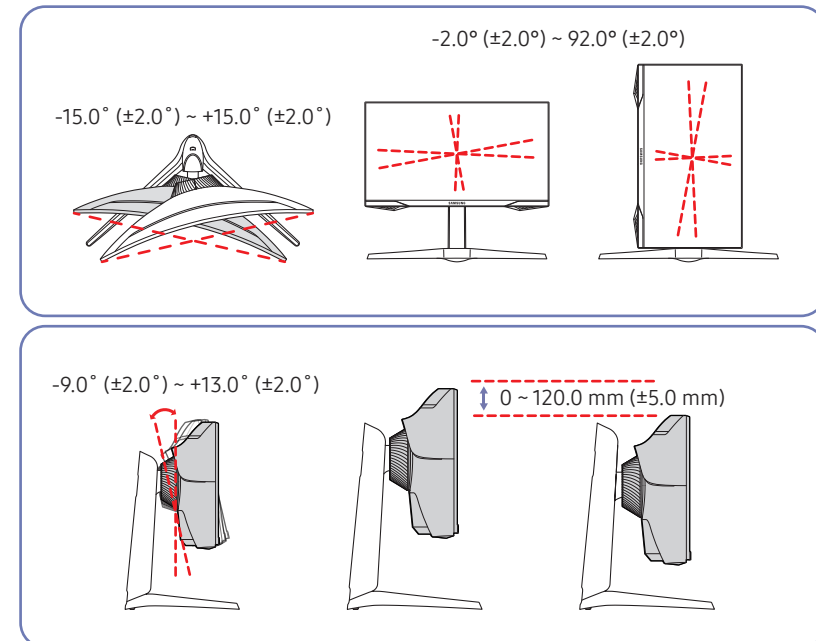 -2.0° (±2.0°) ~ 92.0° (±2.0°)
-15.0˚ (±2.0˚) ~ +15.0˚ (±2.0˚)
SAMSUNG
SAMSUNG
-9.0˚ (±2.0˚) ~ +13.0˚ (±2.0˚)
0 ~ 120.0 mm (±5.0 mm)